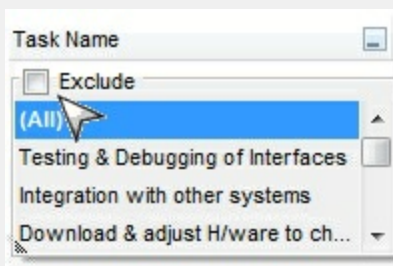 Task Name
Exclude
(All)
Testing & Debugging of Interfaces
Integration with other systems
Download & adjust H/ware to ch...